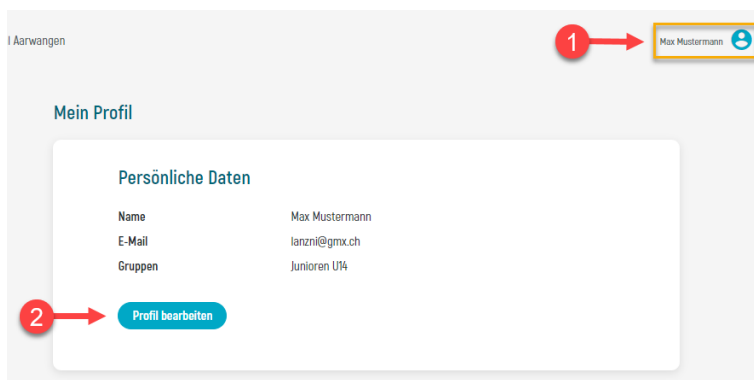 l Aarwangen
1
Max Mustermann
Mein Profil
Persönliche Daten
Name Max Mustermann
E-Mail lanzni@gmx.ch
Gruppen Junioren U14
2
Profil bearbeiten